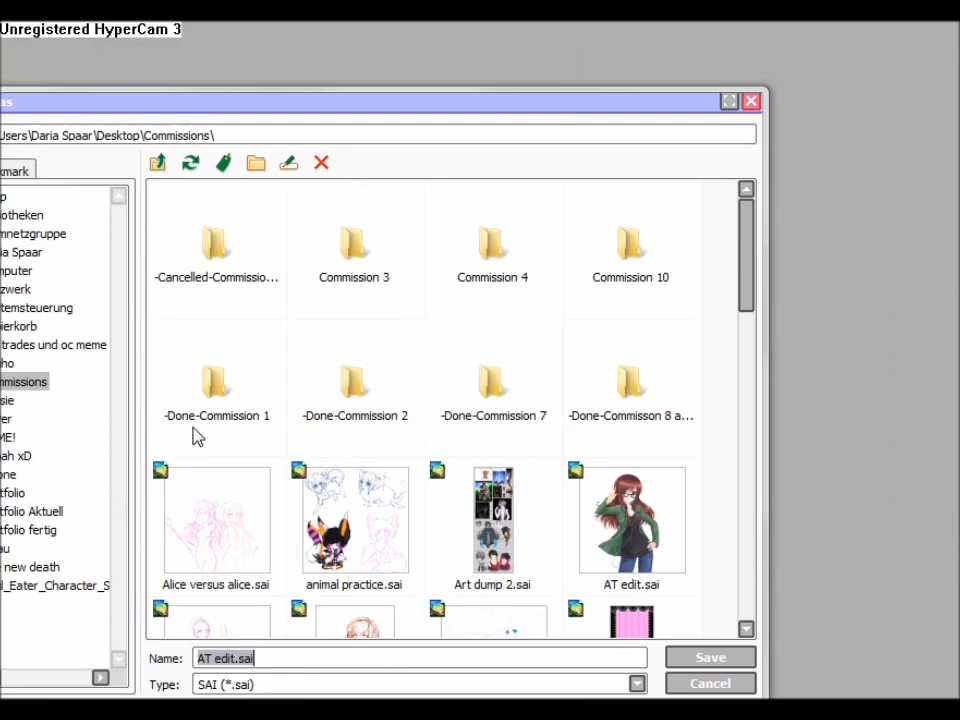 Unregistered HyperCam 3
as
Users\Daria Spaar\Desktop\Commissions\
kmark
p
otheken
mnetzgruppe
ia Spaar
mputer
zwerk
temsteuerung
ierkorb
trades und oc meme
ho
mmissions
sie
er
ME!
ah xD
one
tfolio
tfolio Aktuell
tfolio fertig
au
new death
l_Eater_Character_S
-Cancelled-Commissio...
Commission 3
Commission 4
Commission 10
-Done-Commission 1
-Done-Commission 2
-Done-Commission 7
-Done-Commisson 8 a...
Alice versus alice.sai
animal practice.sai
Art dump 2.sai
AT edit.sai
Name: AT edit.sai
Save
Type: SAI (*.sai)
Cancel